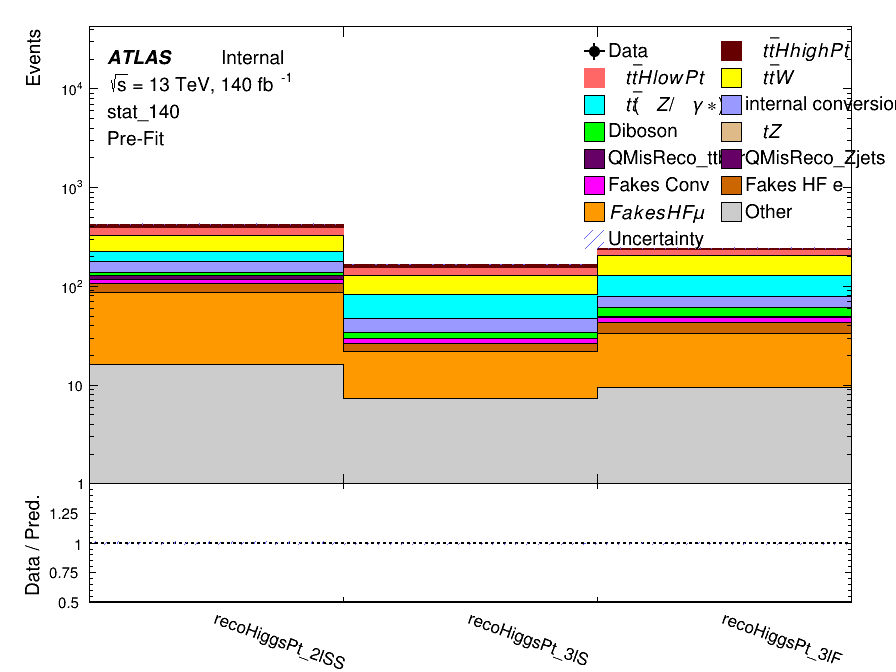 Events
ATLAS Internal
√s = 13 TeV, 140 fb⁻¹
stat_140
Pre-Fit
Data
tt̄HhighPt
tt̄HlowPt
tt̄W
tt̄(Z/γ*)
internal conversion
Diboson
tZ
QMisReco_Zjets
Fakes Conv
Fakes HF e
FakesHFμ
Other
Uncertainty
10⁴
10³
10²
10
1
Data / Pred.
1.25
1
0.75
0.5
recoHiggsPt_2lSS
recoHiggsPt_3lS
recoHiggsPt_3lF